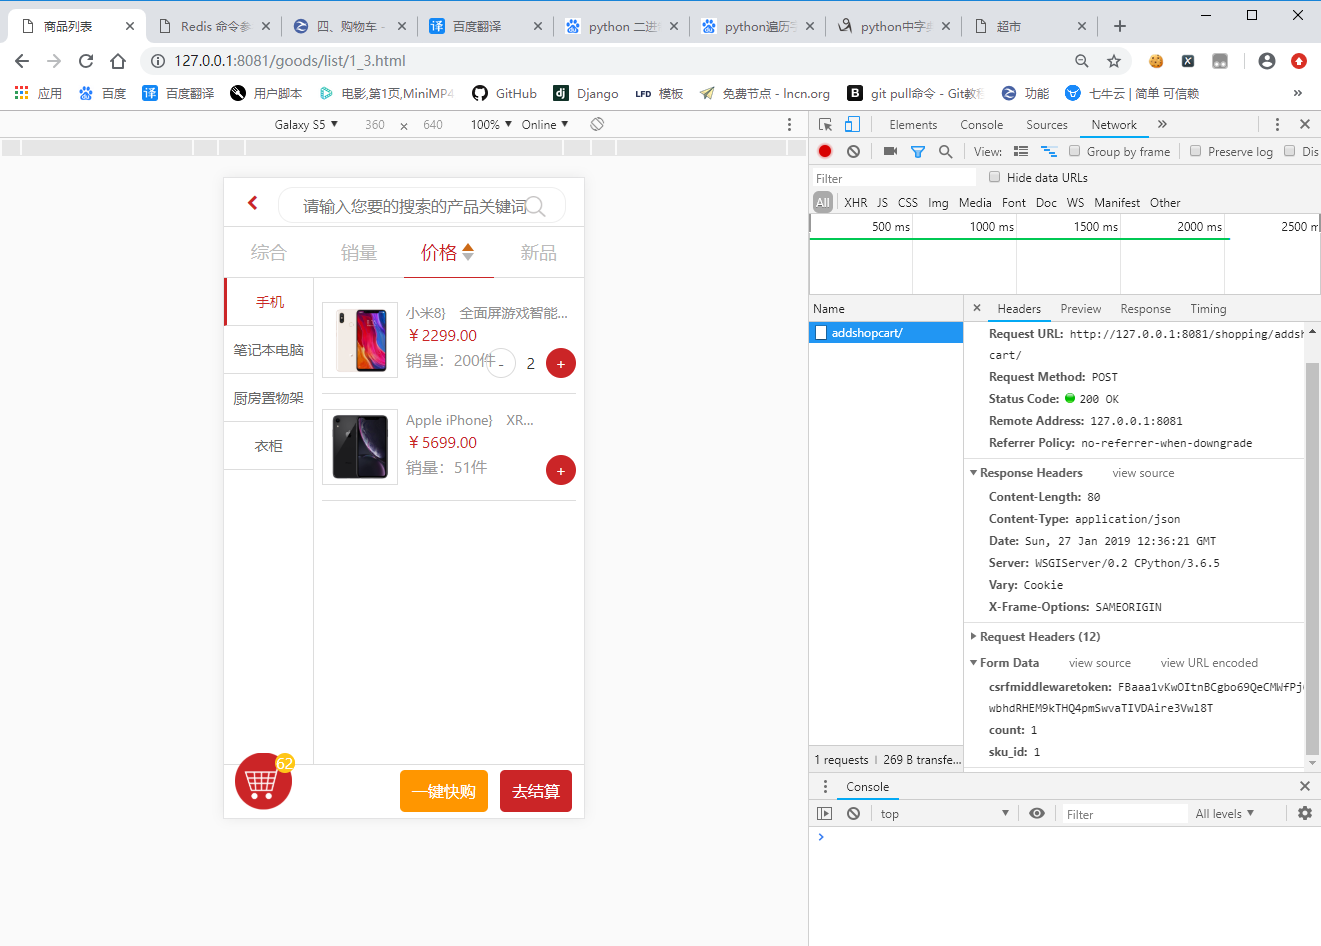 商品列表
Redis 命令参
四、购物车 -
百度翻译
python 二进
python遍历字
python中字典
超市
127.0.0.1:8081/goods/list/1_3.html
应用
百度
百度翻译
用户脚本
电影,第1页,MiniMP4
GitHub
Django
LFD 模板
免费节点 - lncn.org
git pull命令 - Git教程
功能
七牛云 | 简单 可信赖
Galaxy S5 ▼ 360 × 640 100% ▼ Online ▼
请输入您要的搜索的产品关键词
综合 销量 价格 新品
手机
笔记本电脑
厨房置物架
衣柜
小米8} 全面屏游戏智能...
￥2299.00
销量：200件 - 2 +
Apple iPhone} XR...
￥5699.00
销量：51件 +
62
一键快购 去结算
Elements Console Sources Network »
View: Group by frame Preserve log Dis
Filter Hide data URLs
All XHR JS CSS Img Media Font Doc WS Manifest Other
500 ms 1000 ms 1500 ms 2000 ms 2500 m
Name
addshopcart/
1 requests | 269 B transfe...
× Headers Preview Response Timing
Request URL: http://127.0.0.1:8081/shopping/addsh
cart/
Request Method: POST
Status Code: 200 OK
Remote Address: 127.0.0.1:8081
Referrer Policy: no-referrer-when-downgrade
Response Headers view source
Content-Length: 80
Content-Type: application/json
Date: Sun, 27 Jan 2019 12:36:21 GMT
Server: WSGIServer/0.2 CPython/3.6.5
Vary: Cookie
X-Frame-Options: SAMEORIGIN
Request Headers (12)
Form Data view source view URL encoded
csrfmiddlewaretoken: FBaaa1vKwOItnBCgbo69QeCMWfPj
wbhdRHEM9kTHQ4pmSwvaTIVDAire3Vwl8T
count: 1
sku_id: 1
Console
top ▼ Filter All levels ▼